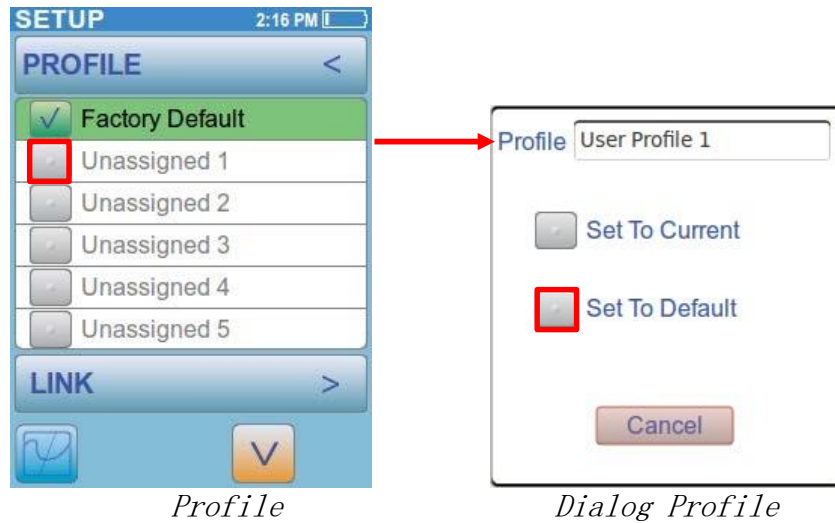 SETUP 2:16 PM
PROFILE <
Factory Default
Unassigned 1
Unassigned 2
Unassigned 3
Unassigned 4
Unassigned 5
LINK >
V
Profile
Profile User Profile 1
Set To Current
Set To Default
Cancel
Dialog Profile